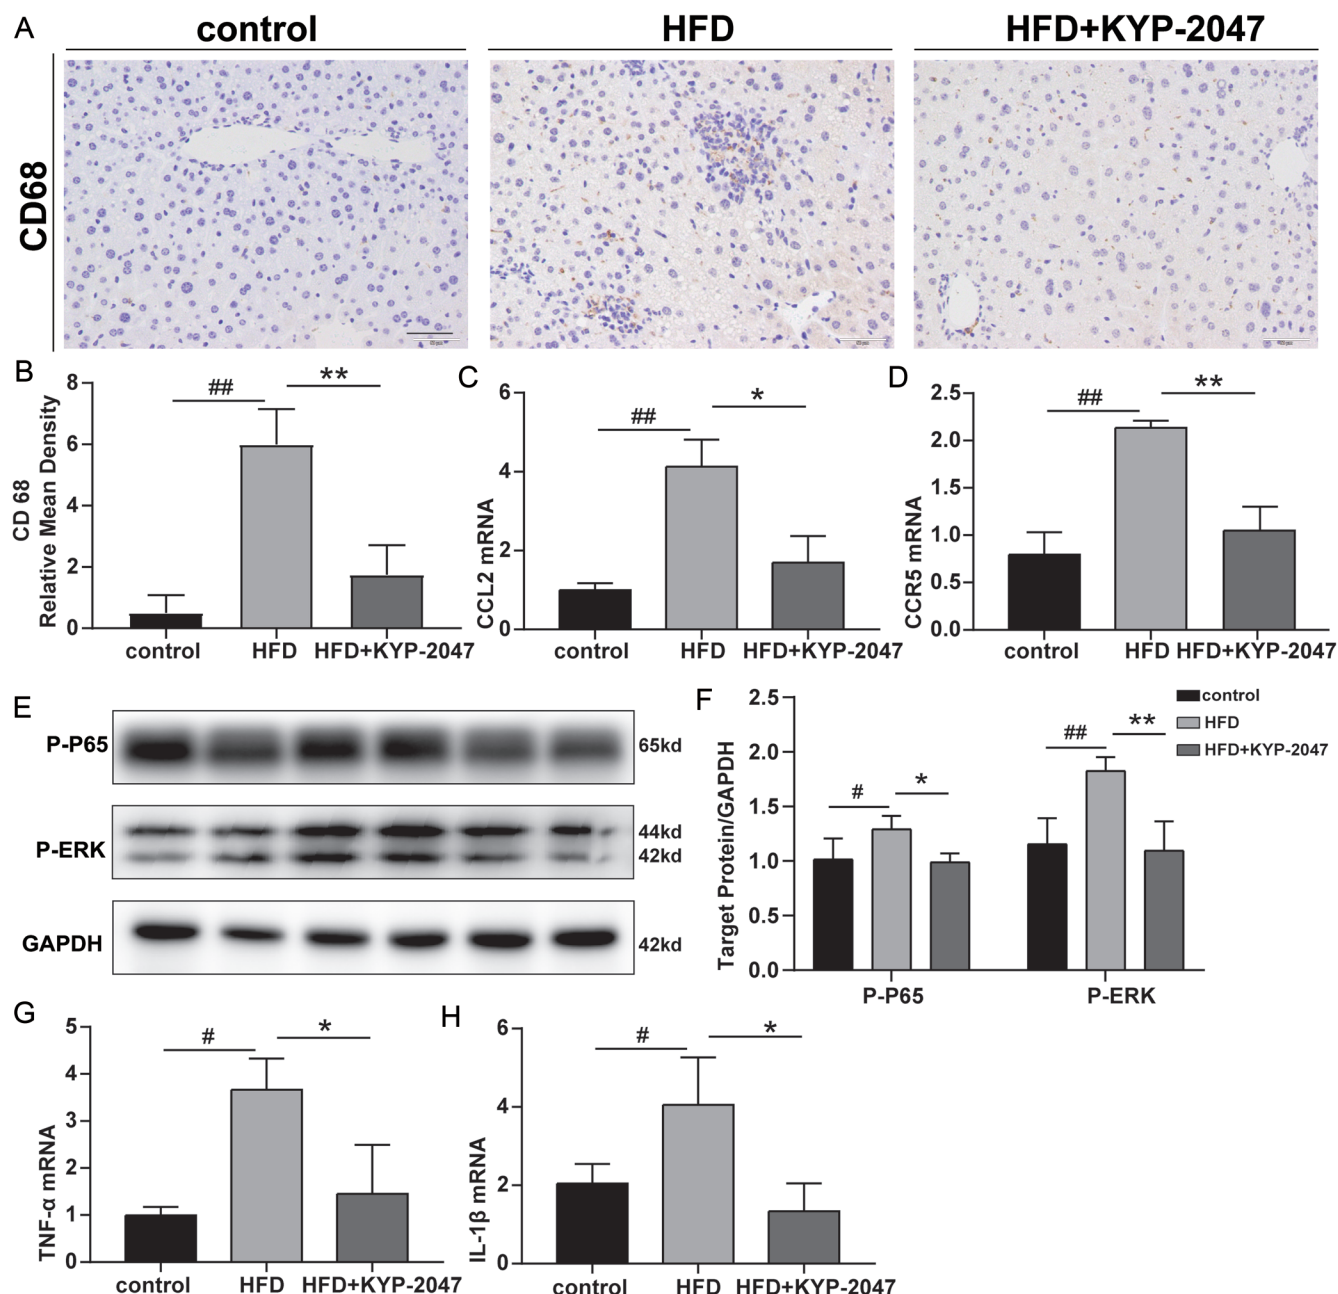 A
control
HFD
HFD+KYP-2047
CD68
B
CD 68
Relative Mean Density
8
6
4
2
0
##
**
control
HFD
HFD+KYP-2047
C
CCL2 mRNA
6
4
2
0
##
*
control
HFD
HFD+KYP-2047
D
CCR5 mRNA
2.5
2.0
1.5
1.0
0.5
0.0
##
**
control
HFD
HFD+KYP-2047
E
P-P65
65kd
P-ERK
44kd
42kd
GAPDH
42kd
F
Target Protein/GAPDH
2.5
2.0
1.5
1.0
0.5
0.0
#
*
##
**
P-P65
P-ERK
control
HFD
HFD+KYP-2047
G
TNF-α mRNA
5
4
3
2
1
0
#
*
control
HFD
HFD+KYP-2047
H
IL-1β mRNA
6
4
2
0
#
*
control
HFD
HFD+KYP-2047